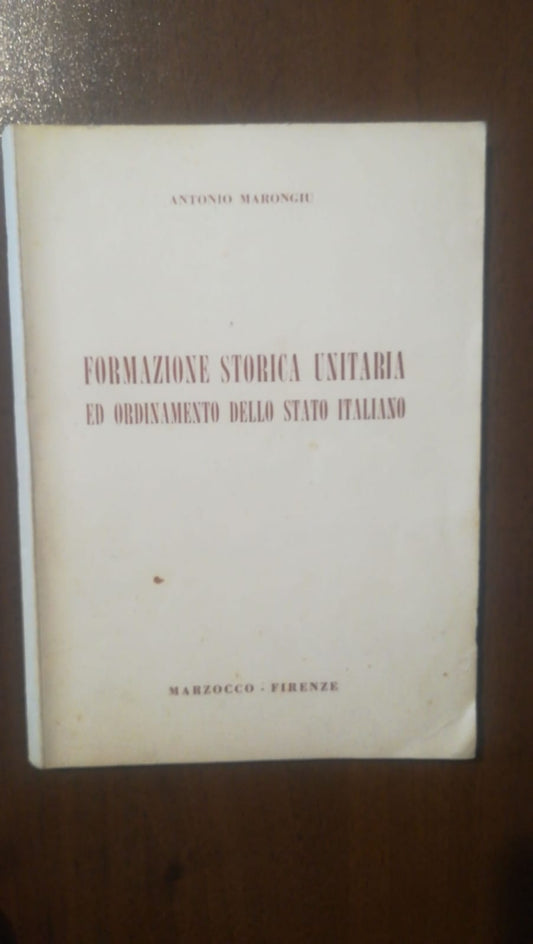 ANTONIO MARONGIU
FORMAZIONE STORICA UNITARIA
ED ORDINAMENTO DELLO STATO ITALIANO
MARZOCCO - FIRENZE